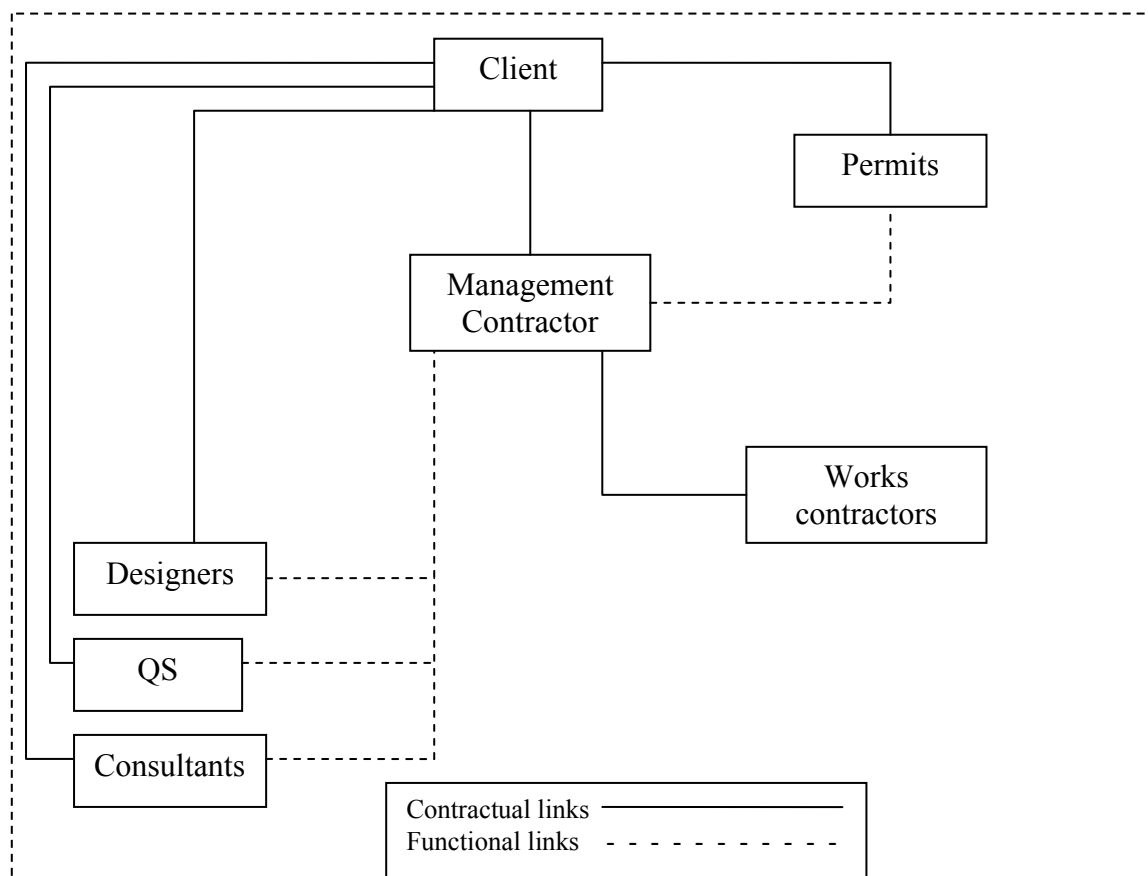 Client
Permits
Management
Contractor
Works
contractors
Designers
QS
Consultants
Contractual links
Functional links